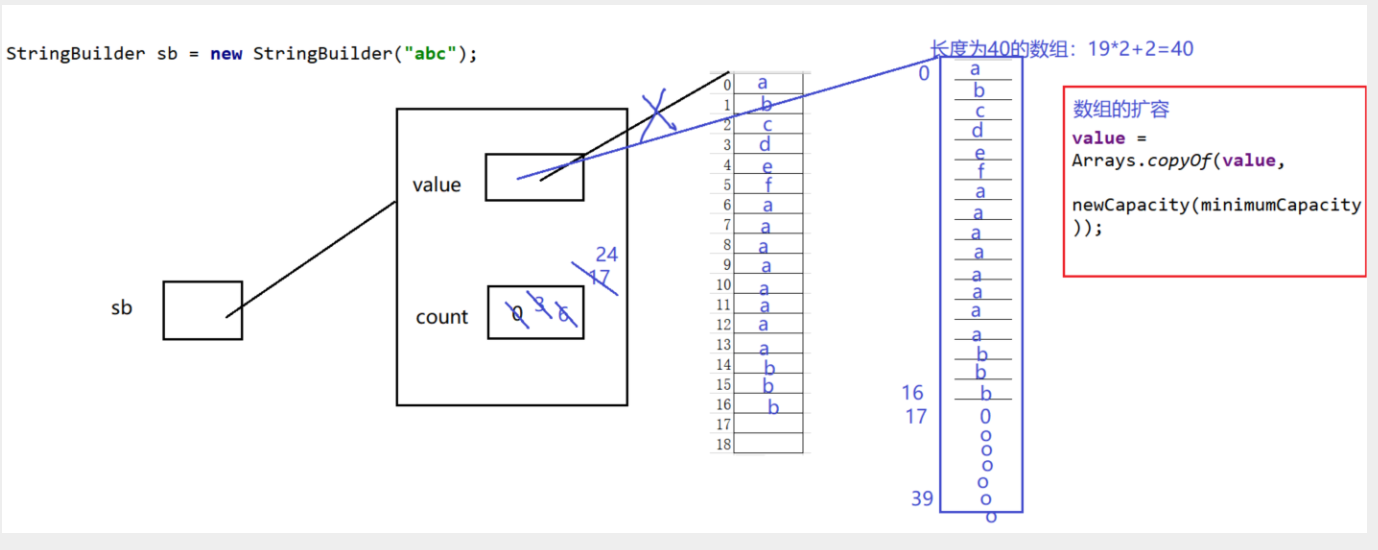 StringBuilder sb = new StringBuilder("abc");
sb
value
count
0 3 6
17
24
0 a
1 b
2 c
3 d
4 e
5 f
6 a
7 a
8 a
9 a
10 a
11 a
12 a
13 a
14 b
15 b
16 b
17
18
长度为40的数组：19*2+2=40
0 a
b
c
d
e
f
a
a
a
a
a
a
a
a
b
b
16 b
17 0
o
o
o
o
39 o
o
数组的扩容
value =
Arrays.copyOf(value,
newCapacity(minimumCapacity
));